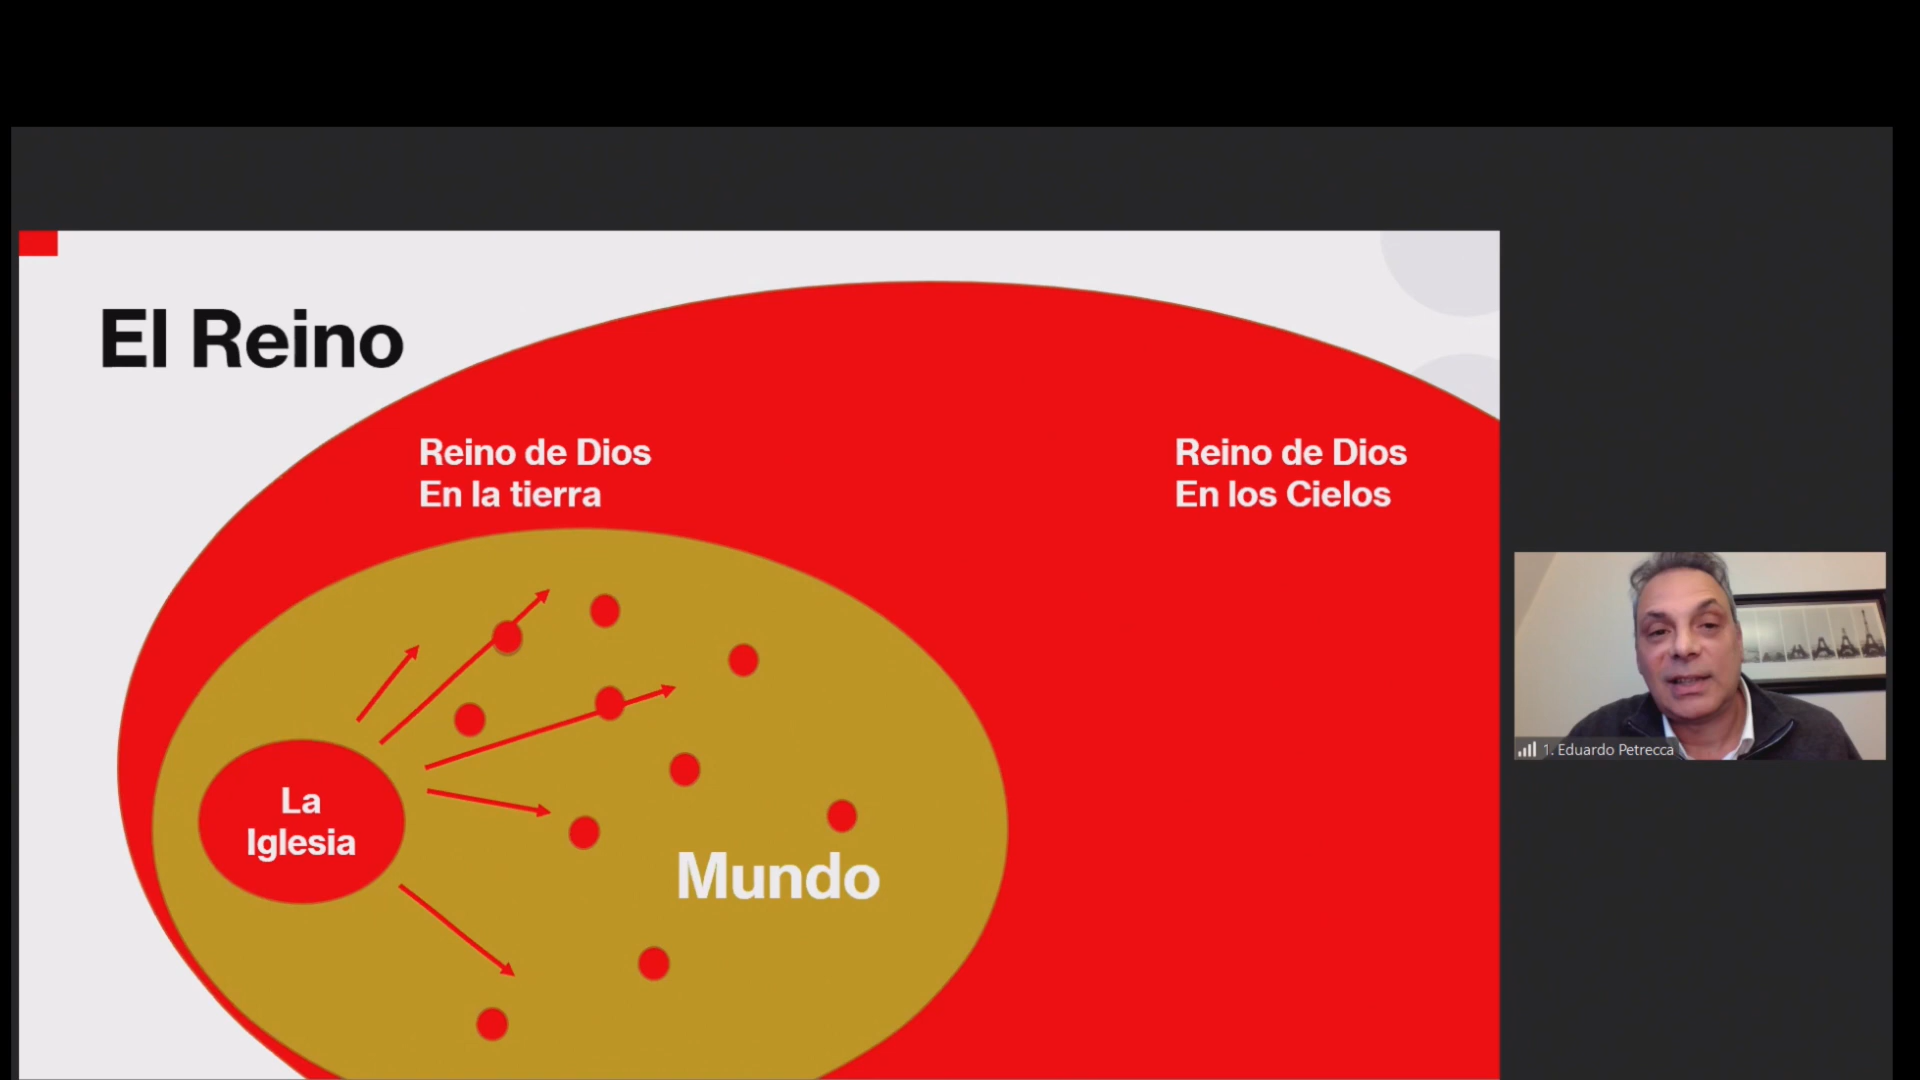 El Reino
Reino de Dios
En la tierra
Reino de Dios
En los Cielos
La
Iglesia
Mundo
1. Eduardo Petrecca